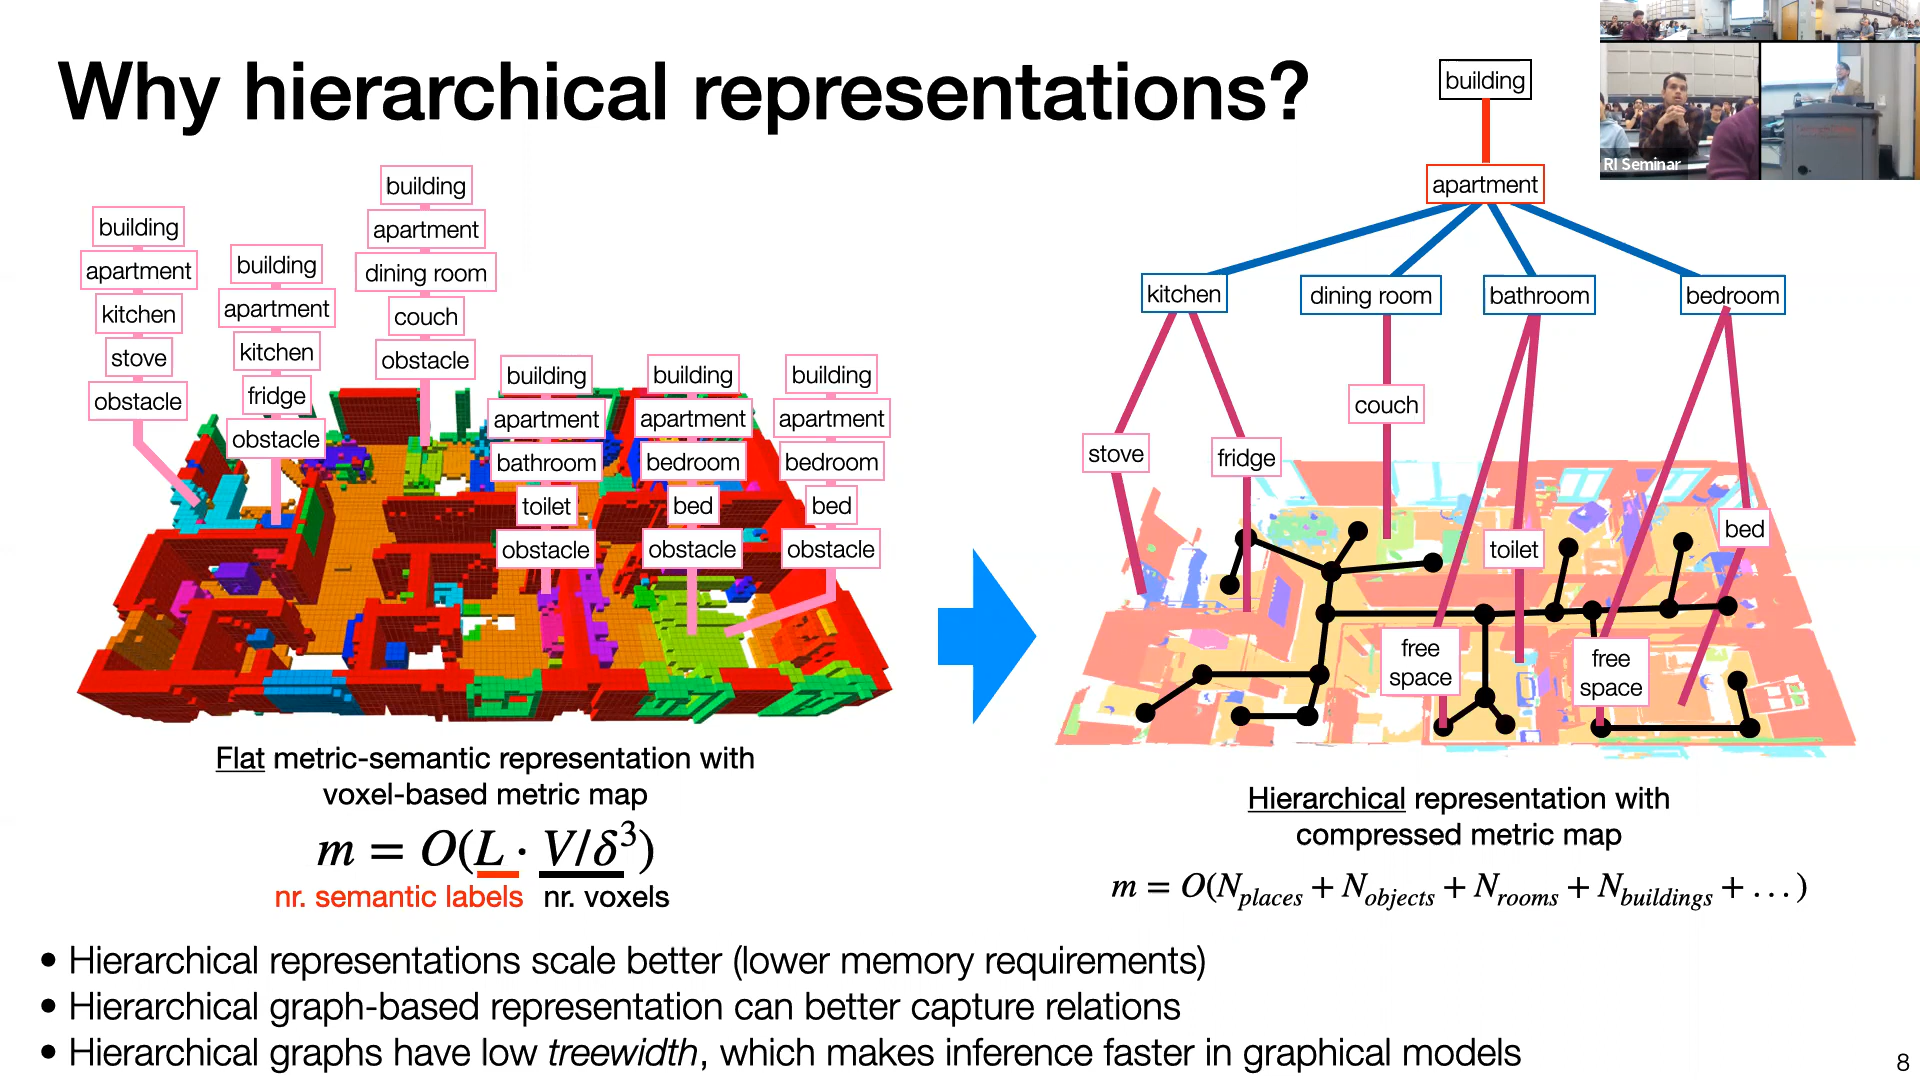 Why hierarchical representations?
building
apartment
kitchen
stove
obstacle
building
apartment
kitchen
fridge
obstacle
building
apartment
dining room
couch
obstacle
building
apartment
bathroom
toilet
obstacle
building
apartment
bedroom
bed
obstacle
building
apartment
bedroom
bed
obstacle
Flat metric-semantic representation with
voxel-based metric map
m = O(L · V/δ³)
nr. semantic labels nr. voxels
building
apartment
kitchen
dining room
bathroom
bedroom
stove
fridge
couch
toilet
bed
free
space
free
space
Hierarchical representation with
compressed metric map
m = O(N_places + N_objects + N_rooms + N_buildings + . . . )
• Hierarchical representations scale better (lower memory requirements)
• Hierarchical graph-based representation can better capture relations
• Hierarchical graphs have low treewidth, which makes inference faster in graphical models
RI Seminar
8